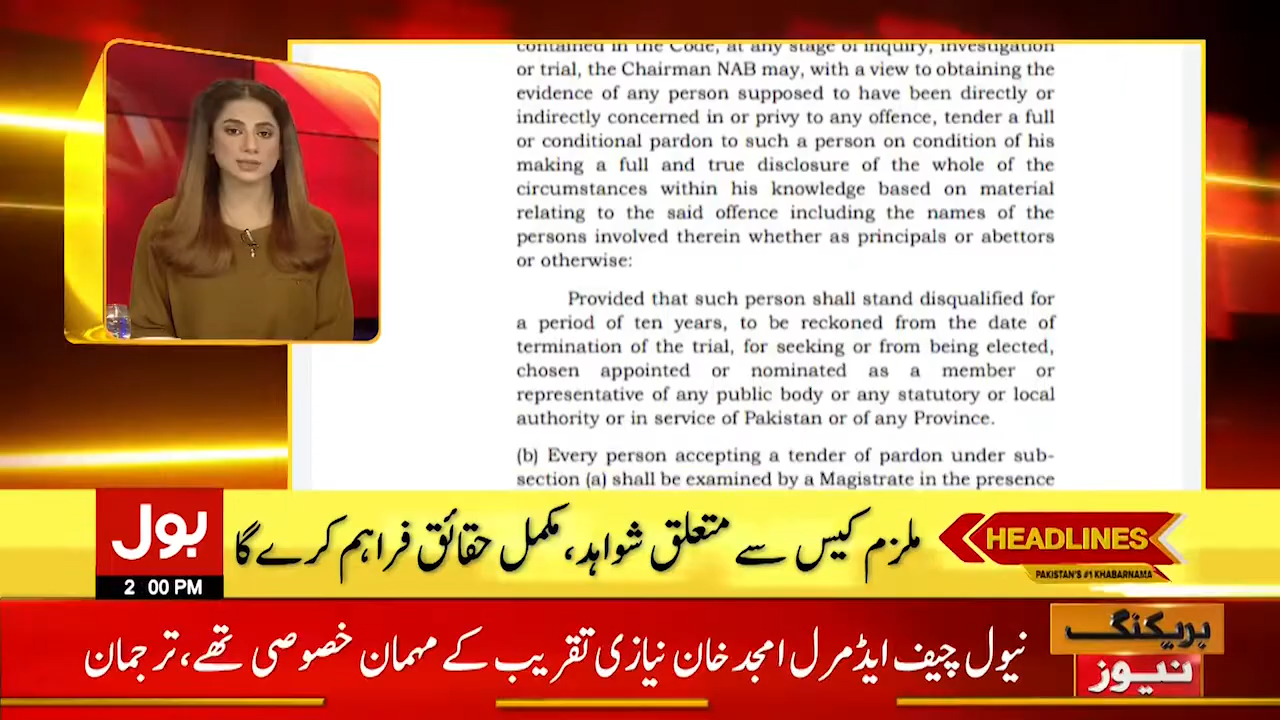 contained in the Code, at any stage of inquiry, investigation
or trial, the Chairman NAB may, with a view to obtaining the
evidence of any person supposed to have been directly or
indirectly concerned in or privy to any offence, tender a full
or conditional pardon to such a person on condition of his
making a full and true disclosure of the whole of the
circumstances within his knowledge based on material
relating to the said offence including the names of the
persons involved therein whether as principals or abettors
or otherwise:
Provided that such person shall stand disqualified for
a period of ten years, to be reckoned from the date of
termination of the trial, for seeking or from being elected,
chosen appointed or nominated as a member or
representative of any public body or any statutory or local
authority or in service of Pakistan or of any Province.
(b) Every person accepting a tender of pardon under sub-
section (a) shall be examined by a Magistrate in the presence
HEADLINES
PAKISTAN'S #1 KHABARNAMA
ملزم کیس سے متعلق شواہد، مکمل حقائق فراہم کرے گا
بول
2 00 PM
بریکنگ
نیوز
نیول چیف ایڈمرل امجد خان نیازی تقریب کے مہمان خصوصی تھے، ترجمان